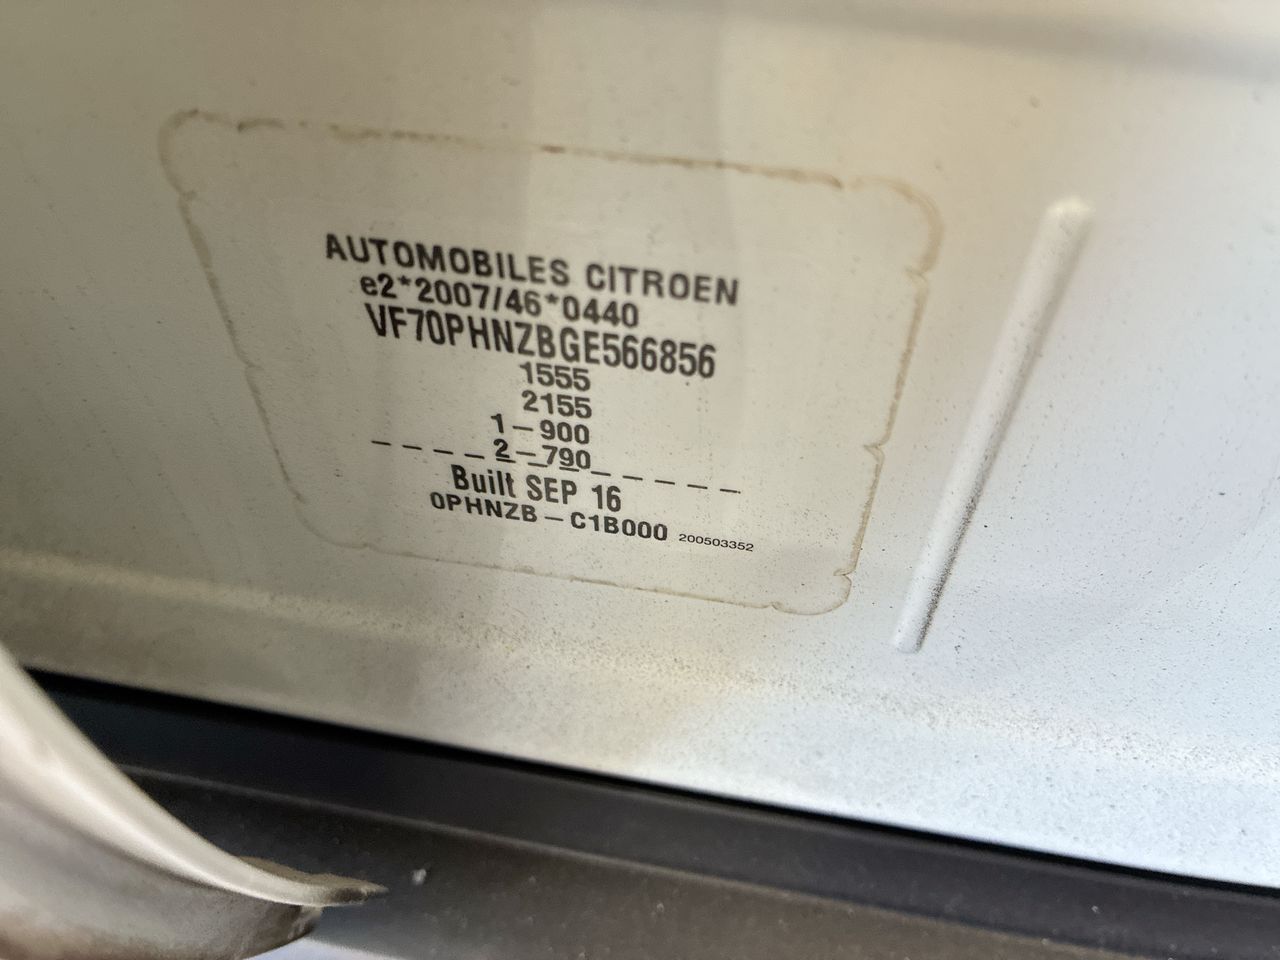 AUTOMOBILES CITROEN
e2*2007/46*0440
VF70PHNZBGE566856
1555
2155
1 – 900
2 – 790
Built SEP 16
0PHNZB – C1B000 200503352